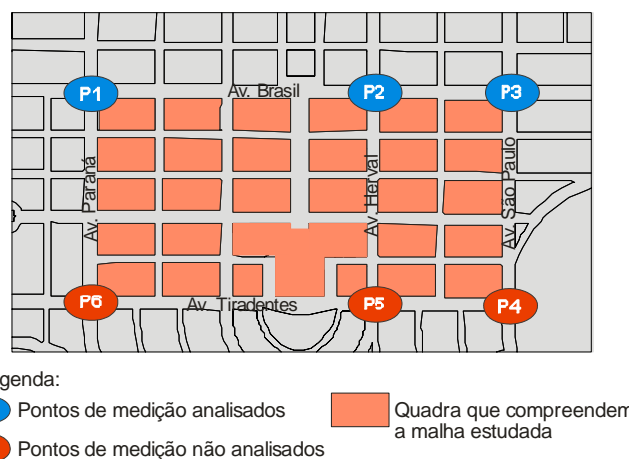 P1
Av. Brasil
P2
P3
Av. Paraná
Av. Herval
Av. São Paulo
P6
Av. Tiradentes
P5
P4
genda:
Pontos de medição analisados
Pontos de medição não analisados
Quadra que compreendem
a malha estudada